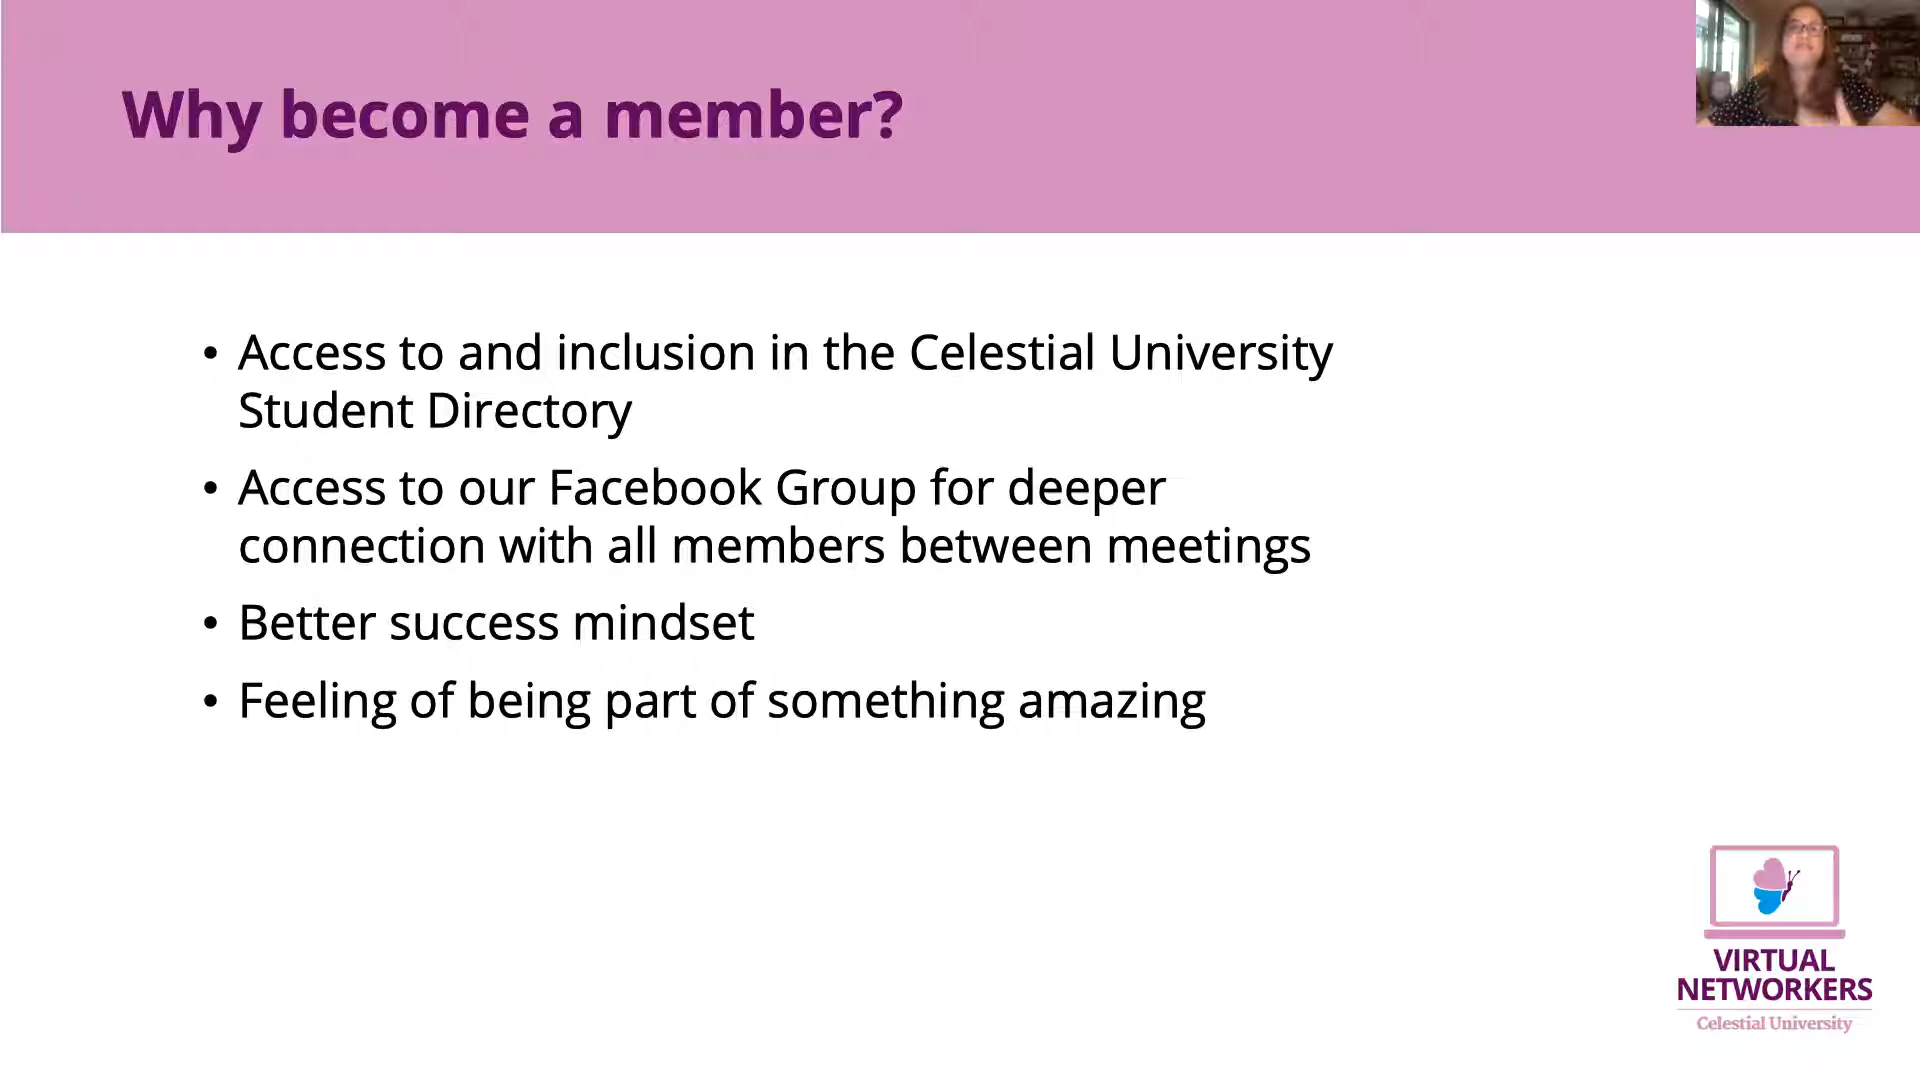 Why become a member?
• Access to and inclusion in the Celestial University
Student Directory
• Access to our Facebook Group for deeper
connection with all members between meetings
• Better success mindset
• Feeling of being part of something amazing
VIRTUAL
NETWORKERS
Celestial University